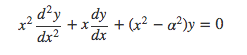 x² d²y/dx² + x dy/dx + (x² − α²)y = 0